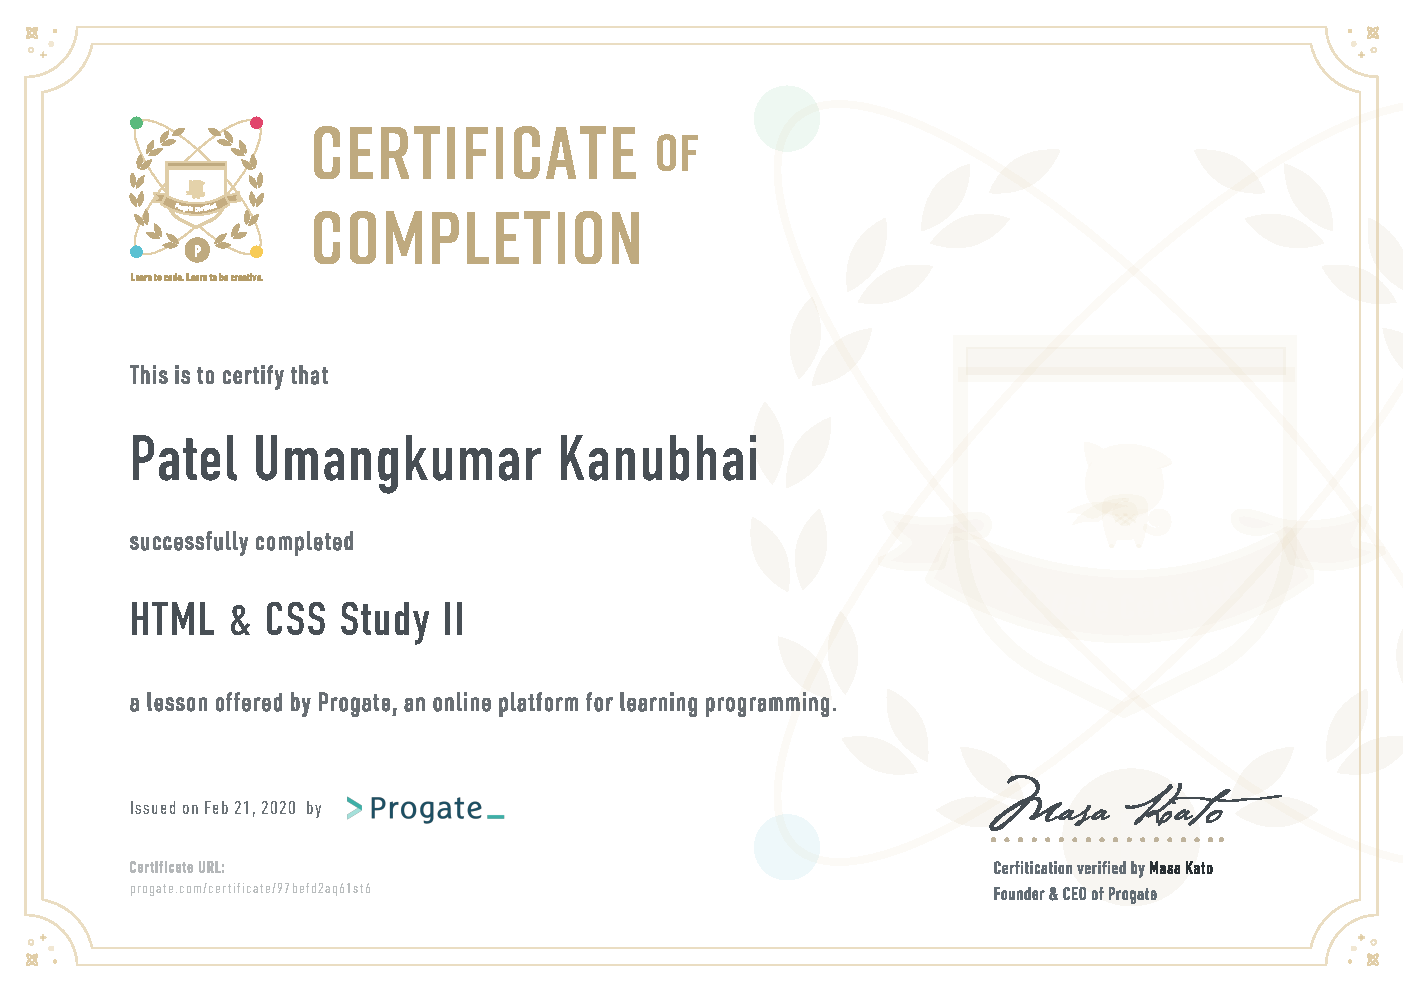 CERTIFICATE OF
COMPLETION
P
Learn to code. Learn to be creative.
This is to certify that
Patel Umangkumar Kanubhai
successfully completed
HTML & CSS Study II
a lesson offered by Progate, an online platform for learning programming.
Issued on Feb 21, 2020 by
Progate
Masa Kato
Certificate URL:
progate.com/certificate/97befd2aq61st6
Cerfitication verified by Masa Kato
Founder & CEO of Progate